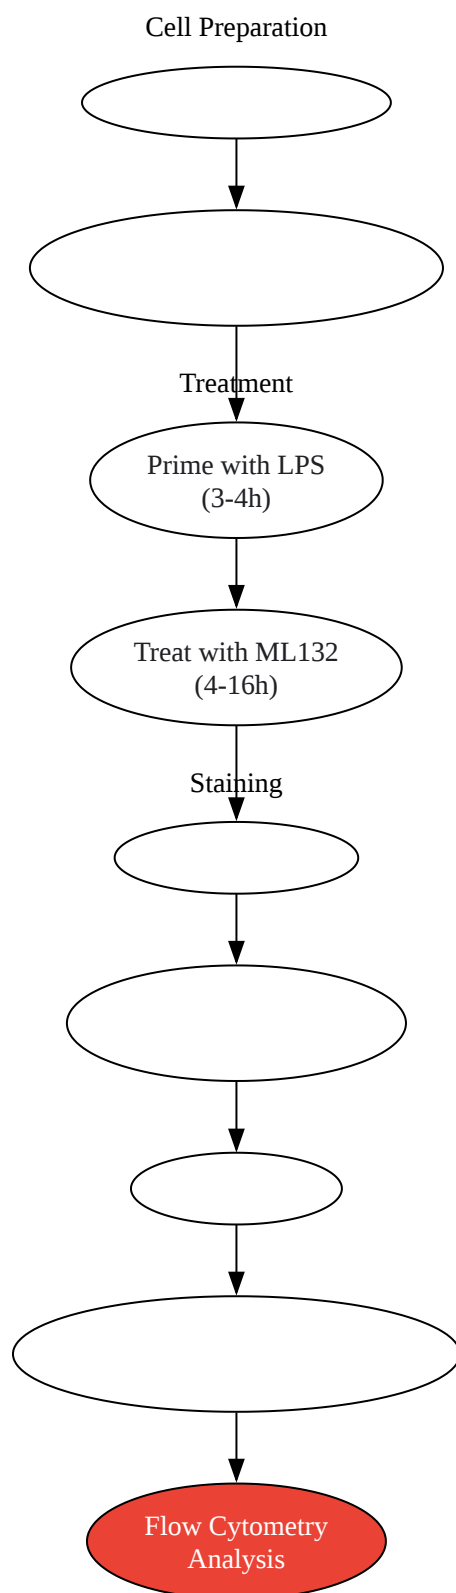 Cell Preparation
Treatment
Prime with LPS
(3-4h)
Treat with ML132
(4-16h)
Staining
Flow Cytometry
Analysis